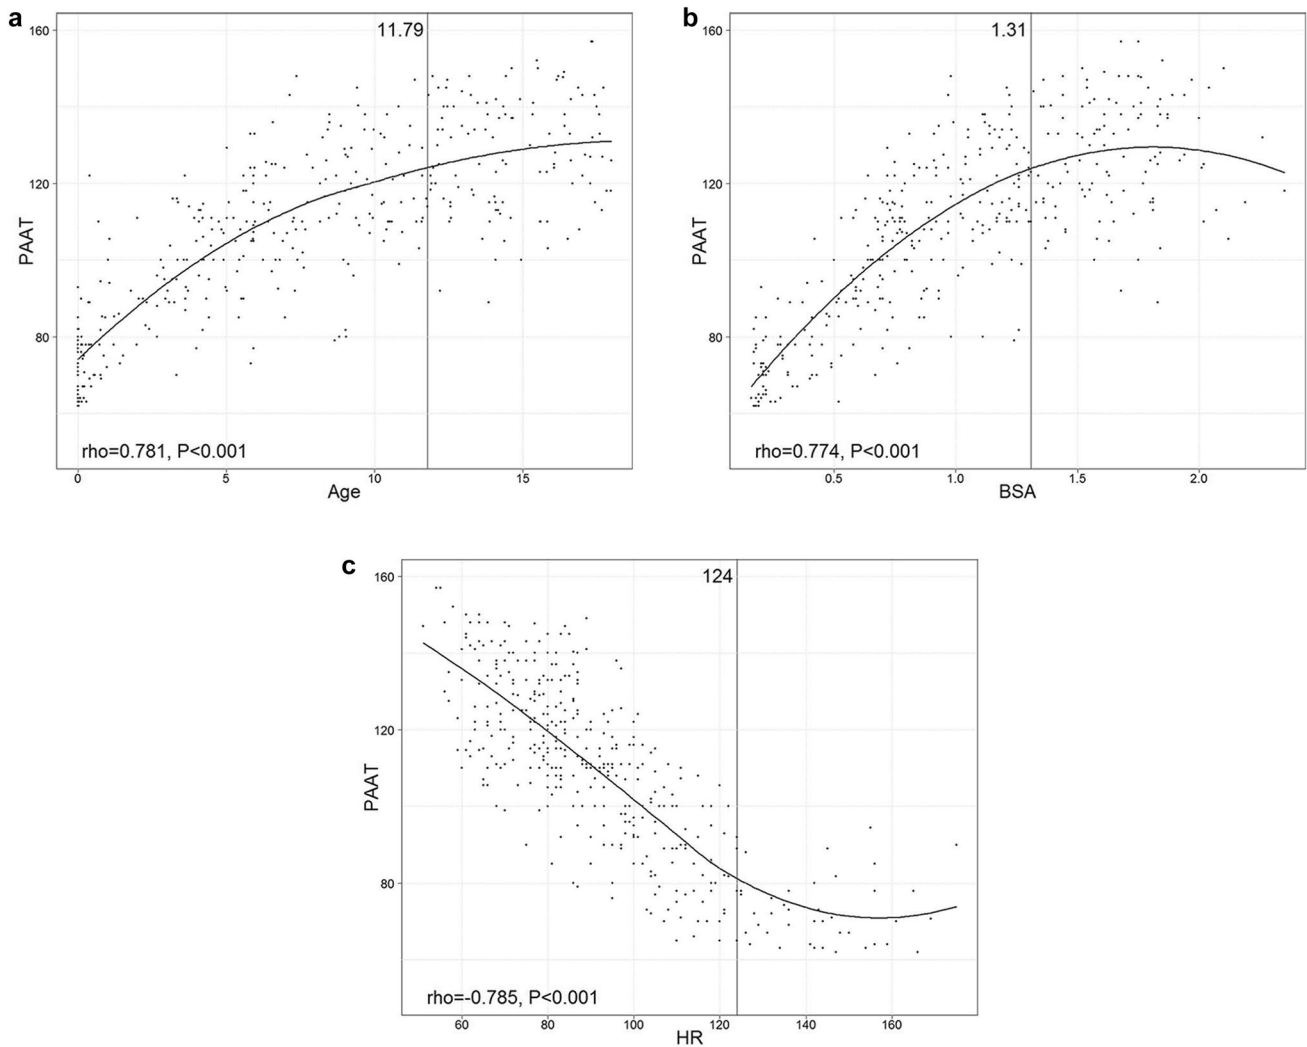 a
11.79
160
120
80
PAAT
rho=0.781, P<0.001
0 5 10 15
Age
b
1.31
160
120
80
PAAT
rho=0.774, P<0.001
0.5 1.0 1.5 2.0
BSA
c
124
160
120
80
PAAT
rho=-0.785, P<0.001
60 80 100 120 140 160
HR